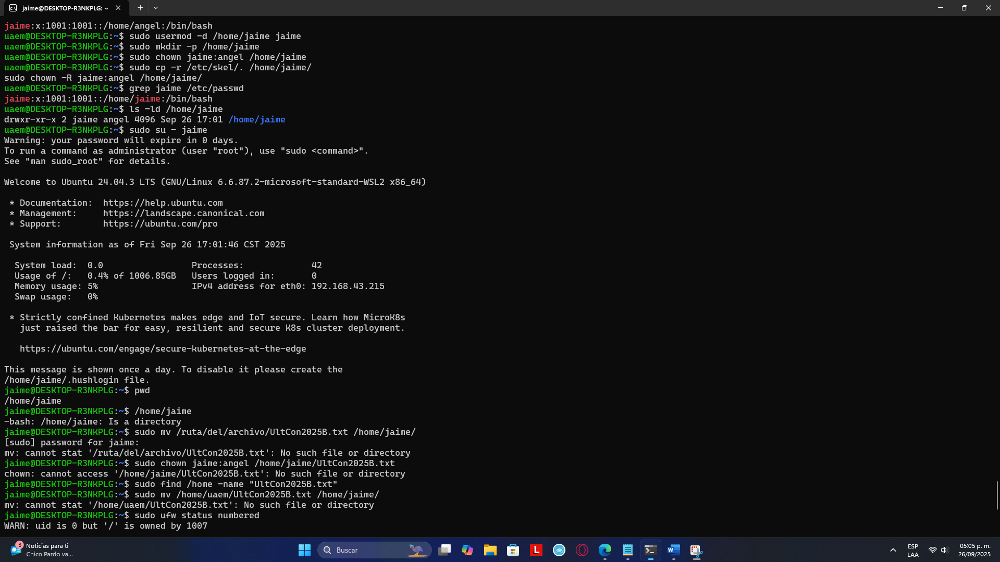 jaime@DESKTOP-R3NKPLG: ~
jaime:x:1001:1001::/home/angel:/bin/bash
uaem@DESKTOP-R3NKPLG:~$ sudo usermod -d /home/jaime jaime
uaem@DESKTOP-R3NKPLG:~$ sudo mkdir -p /home/jaime
uaem@DESKTOP-R3NKPLG:~$ sudo chown jaime:angel /home/jaime
uaem@DESKTOP-R3NKPLG:~$ sudo cp -r /etc/skel/. /home/jaime/
sudo chown -R jaime:angel /home/jaime/
uaem@DESKTOP-R3NKPLG:~$ grep jaime /etc/passwd
jaime:x:1001:1001::/home/jaime:/bin/bash
uaem@DESKTOP-R3NKPLG:~$ ls -ld /home/jaime
drwxr-xr-x 2 jaime angel 4096 Sep 26 17:01 /home/jaime
uaem@DESKTOP-R3NKPLG:~$ sudo su - jaime
Warning: your password will expire in 0 days.
To run a command as administrator (user "root"), use "sudo <command>".
See "man sudo_root" for details.
Welcome to Ubuntu 24.04.3 LTS (GNU/Linux 6.6.87.2-microsoft-standard-WSL2 x86_64)
* Documentation:  https://help.ubuntu.com
* Management:     https://landscape.canonical.com
* Support:        https://ubuntu.com/pro
System information as of Fri Sep 26 17:01:46 CST 2025
System load:  0.0                 Processes:             42
Usage of /:   0.4% of 1006.85GB   Users logged in:       0
Memory usage: 5%                  IPv4 address for eth0: 192.168.43.215
Swap usage:   0%
* Strictly confined Kubernetes makes edge and IoT secure. Learn how MicroK8s
just raised the bar for easy, resilient and secure K8s cluster deployment.
https://ubuntu.com/engage/secure-kubernetes-at-the-edge
This message is shown once a day. To disable it please create the
/home/jaime/.hushlogin file.
jaime@DESKTOP-R3NKPLG:~$ pwd
/home/jaime
jaime@DESKTOP-R3NKPLG:~$ /home/jaime
-bash: /home/jaime: Is a directory
jaime@DESKTOP-R3NKPLG:~$ sudo mv /ruta/del/archivo/UltCon2025B.txt /home/jaime/
[sudo] password for jaime:
mv: cannot stat '/ruta/del/archivo/UltCon2025B.txt': No such file or directory
jaime@DESKTOP-R3NKPLG:~$ sudo chown jaime:angel /home/jaime/UltCon2025B.txt
chown: cannot access '/home/jaime/UltCon2025B.txt': No such file or directory
jaime@DESKTOP-R3NKPLG:~$ sudo find /home -name "UltCon2025B.txt"
jaime@DESKTOP-R3NKPLG:~$ sudo mv /home/uaem/UltCon2025B.txt /home/jaime/
mv: cannot stat '/home/uaem/UltCon2025B.txt': No such file or directory
jaime@DESKTOP-R3NKPLG:~$ sudo ufw status numbered
WARN: uid is 0 but '/' is owned by 1007
3
Noticias para ti
Chico Pardo va...
Buscar
L
W
ESP
LAA
05:05 p. m.
26/09/2025